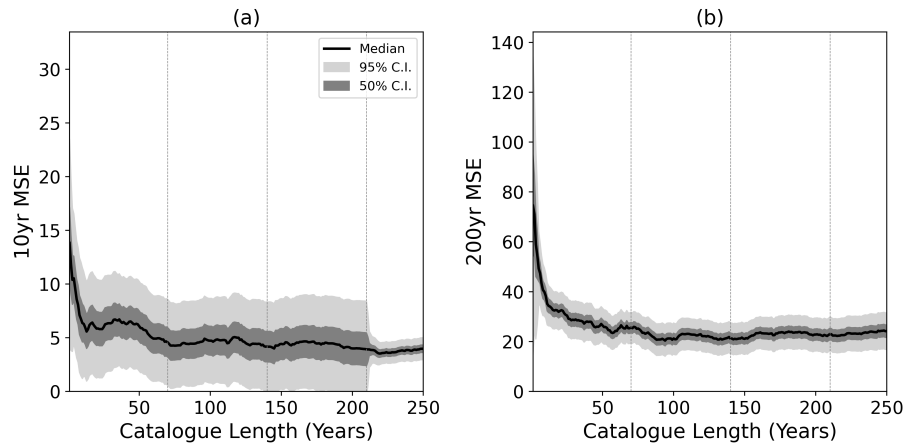 (a)
10yr MSE
30
25
20
15
10
5
0
Median
95% C.I.
50% C.I.
50 100 150 200 250
Catalogue Length (Years)
(b)
200yr MSE
140
120
100
80
60
40
20
0
50 100 150 200 250
Catalogue Length (Years)